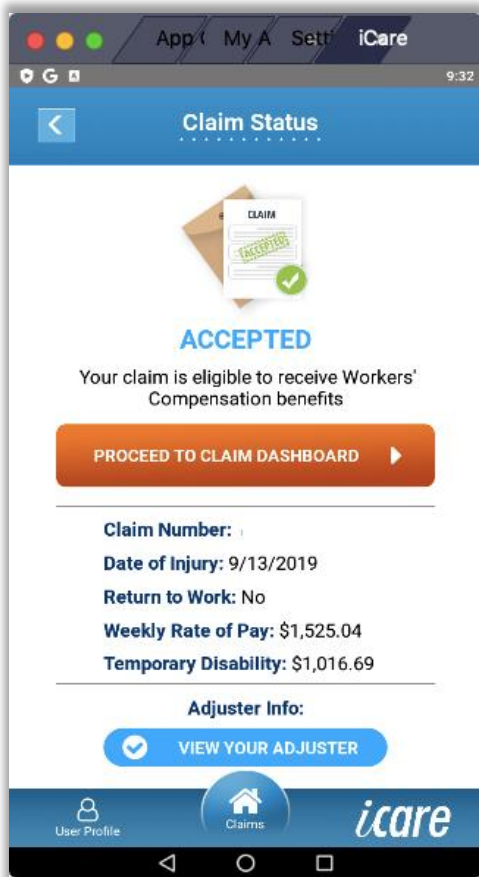 App My A Sett iCare
9:32
Claim Status
CLAIM
ACCEPTED
ACCEPTED
Your claim is eligible to receive Workers'
Compensation benefits
PROCEED TO CLAIM DASHBOARD
Claim Number:
Date of Injury: 9/13/2019
Return to Work: No
Weekly Rate of Pay: $1,525.04
Temporary Disability: $1,016.69
Adjuster Info:
VIEW YOUR ADJUSTER
User Profile
Claims
icare